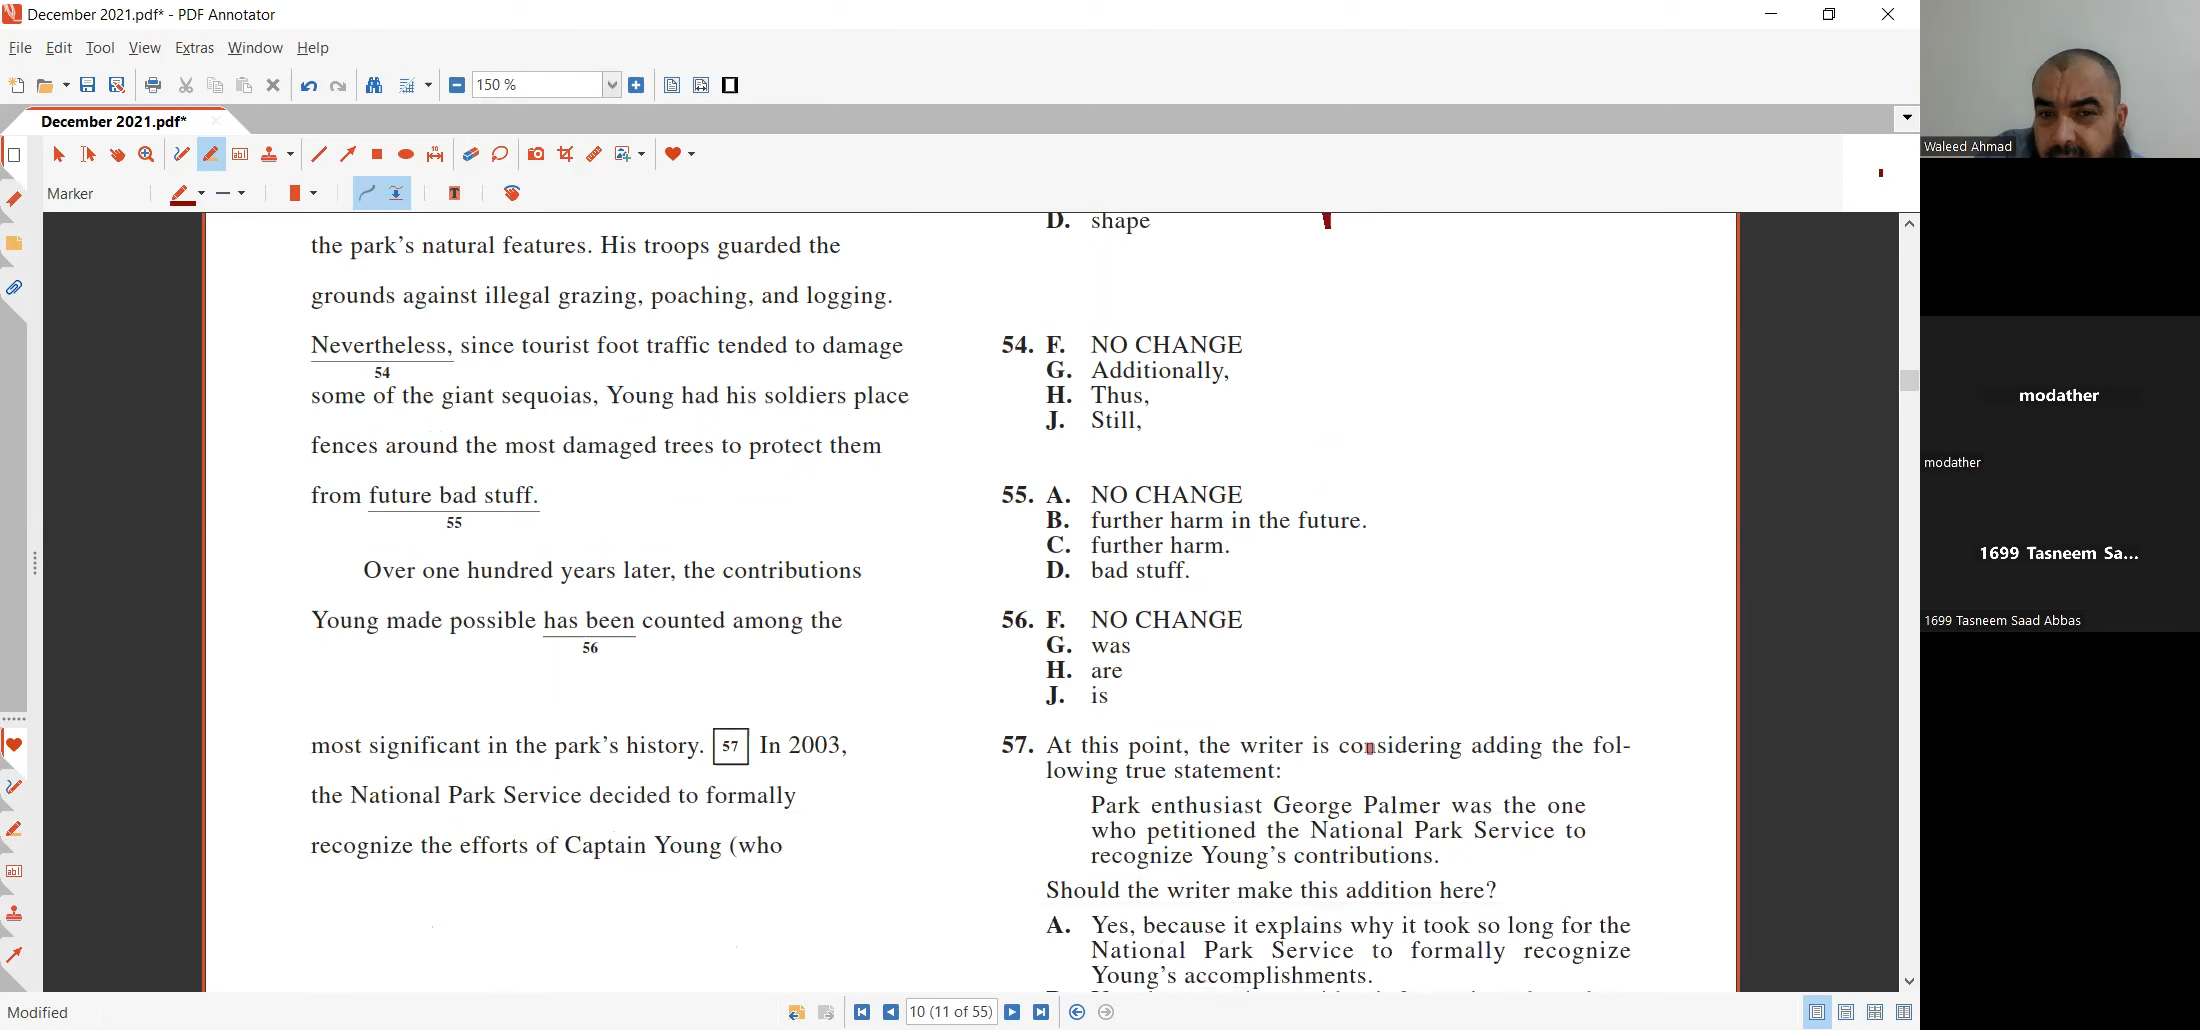 December 2021.pdf* - PDF Annotator
File Edit Tool View Extras Window Help
150 %
December 2021.pdf*
Marker
the park's natural features. His troops guarded the
grounds against illegal grazing, poaching, and logging.
Nevertheless, since tourist foot traffic tended to damage
54
some of the giant sequoias, Young had his soldiers place
fences around the most damaged trees to protect them
from future bad stuff.
55
Over one hundred years later, the contributions
Young made possible has been counted among the
56
most significant in the park's history. 57 In 2003,
the National Park Service decided to formally
recognize the efforts of Captain Young (who
D. shape
54. F. NO CHANGE
G. Additionally,
H. Thus,
J. Still,
55. A. NO CHANGE
B. further harm in the future.
C. further harm.
D. bad stuff.
56. F. NO CHANGE
G. was
H. are
J. is
57. At this point, the writer is considering adding the fol-
lowing true statement:
Park enthusiast George Palmer was the one
who petitioned the National Park Service to
recognize Young's contributions.
Should the writer make this addition here?
A. Yes, because it explains why it took so long for the
National Park Service to formally recognize
Young's accomplishments.
Modified
10 (11 of 55)
Waleed Ahmad
modather
modather
1699 Tasneem Sa...
1699 Tasneem Saad Abbas